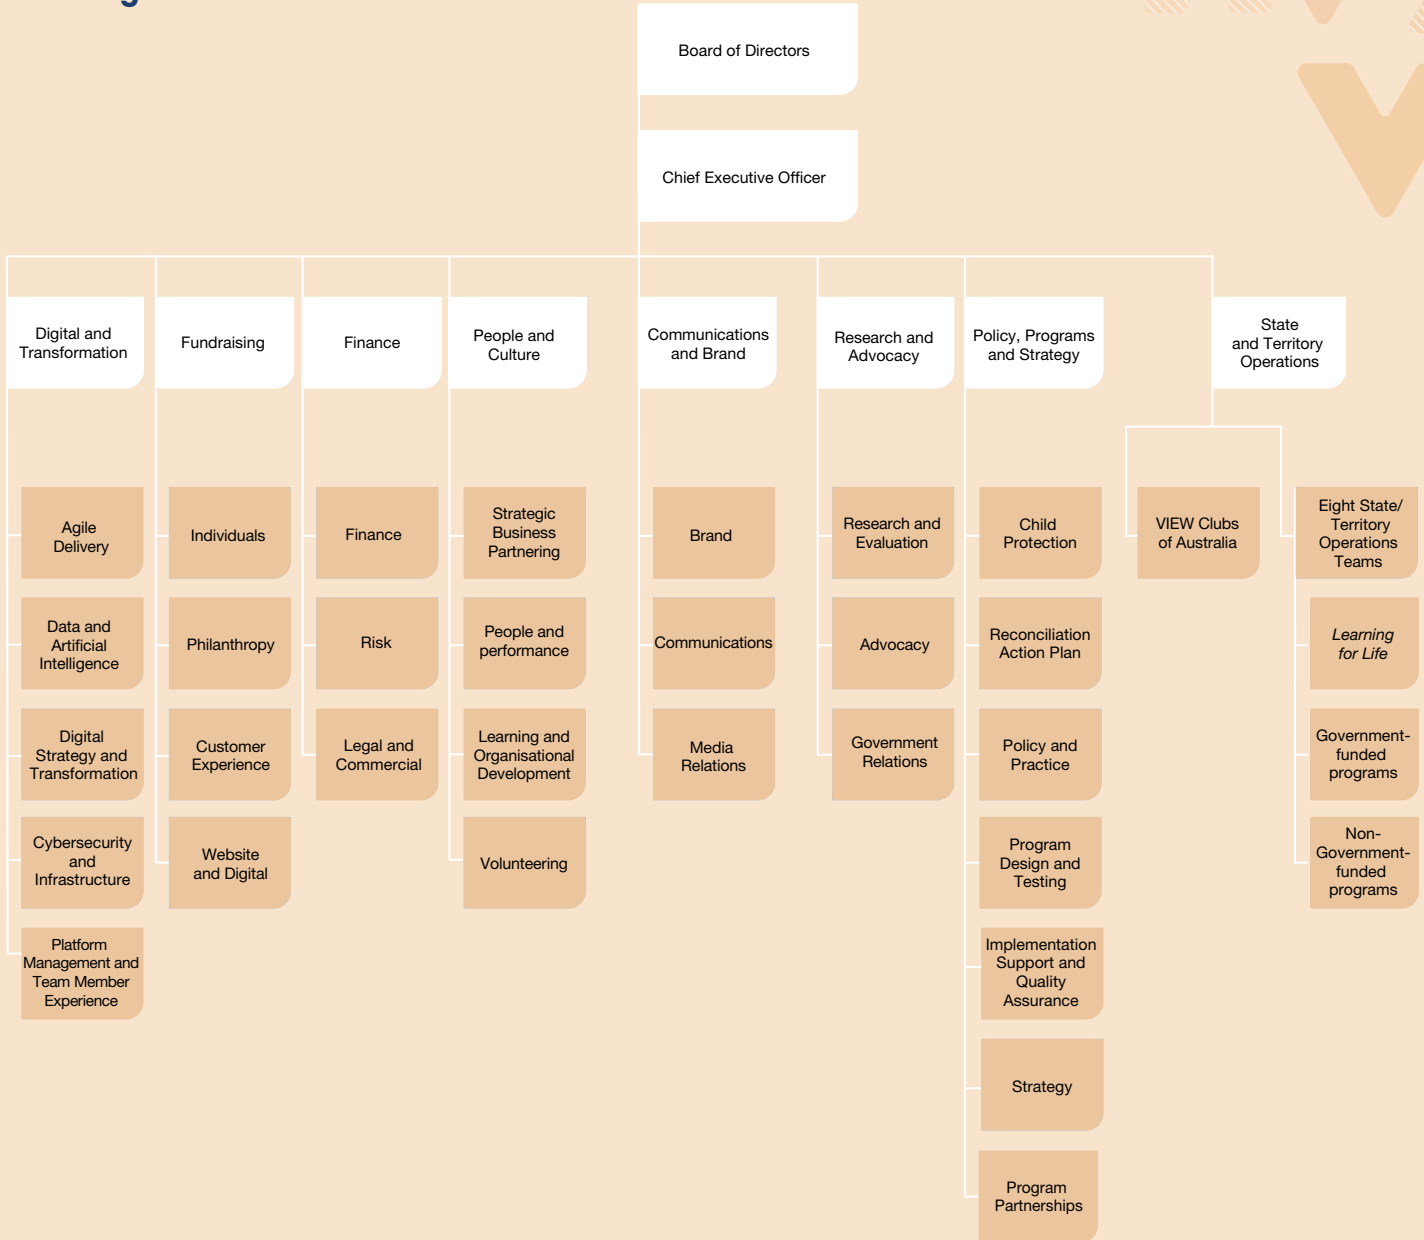 Board of Directors
Chief Executive Officer
Digital and
Transformation
Fundraising
Finance
People and
Culture
Communications
and Brand
Research and
Advocacy
Policy, Programs
and Strategy
State
and Territory
Operations
Agile
Delivery
Data and
Artificial
Intelligence
Digital
Strategy and
Transformation
Cybersecurity
and
Infrastructure
Platform
Management and
Team Member
Experience
Individuals
Philanthropy
Customer
Experience
Website
and Digital
Finance
Risk
Legal and
Commercial
Strategic
Business
Partnering
People and
performance
Learning and
Organisational
Development
Volunteering
Brand
Communications
Media
Relations
Research and
Evaluation
Advocacy
Government
Relations
Child
Protection
Reconciliation
Action Plan
Policy and
Practice
Program
Design and
Testing
Implementation
Support and
Quality
Assurance
Strategy
Program
Partnerships
VIEW Clubs
of Australia
Eight State/
Territory
Operations
Teams
Learning
for Life
Government-
funded
programs
Non-
Government-
funded
programs